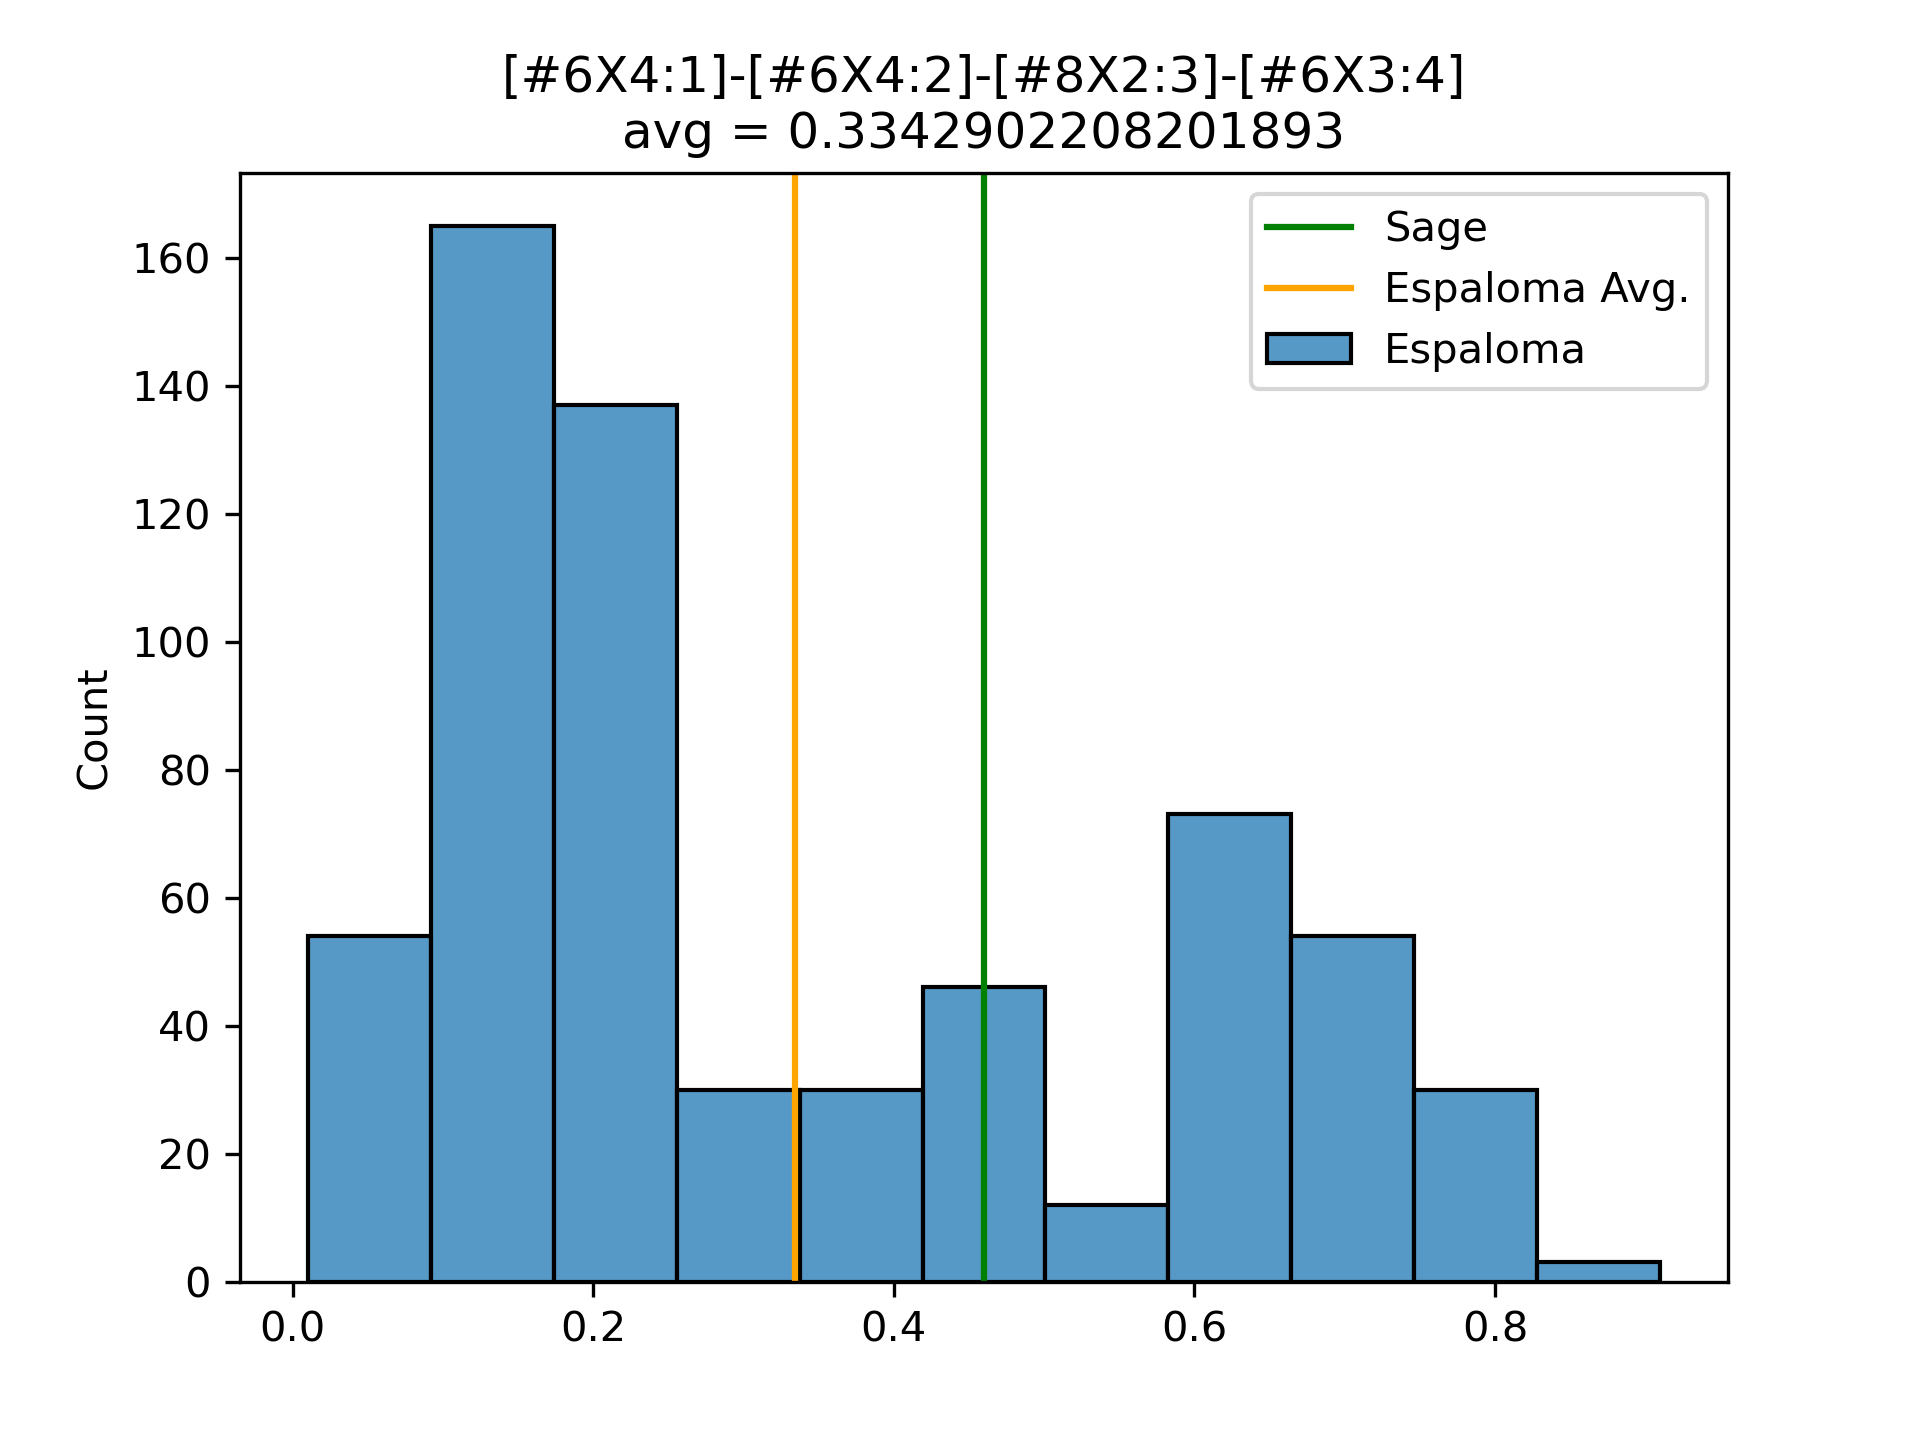 [#6X4:1]-[#6X4:2]-[#8X2:3]-[#6X3:4]
avg = 0.3342902208201893
Sage
Espaloma Avg.
Espaloma
Count
160
140
120
100
80
60
40
20
0
0.0 0.2 0.4 0.6 0.8